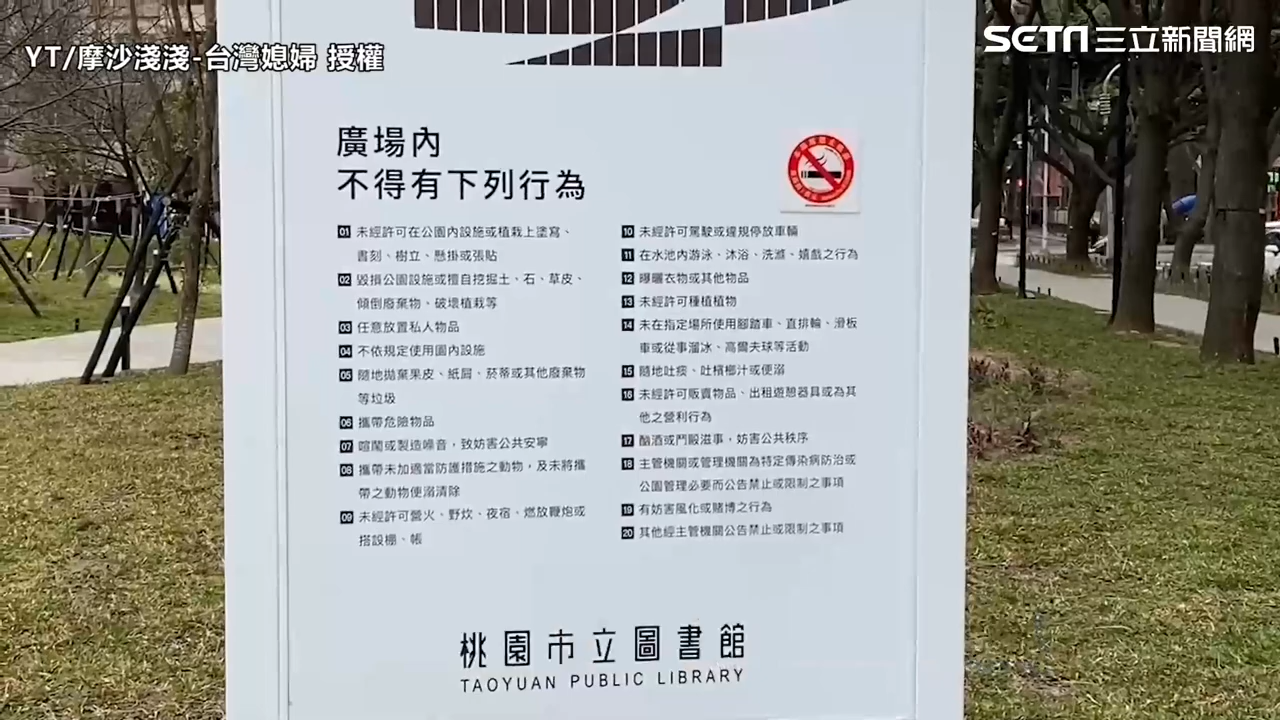 YT/摩沙淺淺-台灣媳婦 授權
SETN三立新聞網
廣場內
不得有下列行為
01 未經許可在公園內設施或植栽上塗寫、
書刻、樹立、懸掛或張貼
02 毀損公園設施或擅自挖掘土、石、草皮、
傾倒廢棄物、破壞植栽等
03 任意放置私人物品
04 不依規定使用園內設施
05 隨地拋棄果皮、紙屑、菸蒂或其他廢棄物
等垃圾
06 攜帶危險物品
07 喧鬧或製造噪音，致妨害公共安寧
08 攜帶未加適當防護措施之動物，及未將攜
帶之動物便溺清除
09 未經許可營火、野炊、夜宿、燃放鞭炮或
搭設棚、帳
10 未經許可駕駛或違規停放車輛
11 在水池內游泳、沐浴、洗滌、嬉戲之行為
12 曝曬衣物或其他物品
13 未經許可種植植物
14 未在指定場所使用腳踏車、直排輪、滑板
車或從事溜冰、高爾夫球等活動
15 隨地吐痰、吐檳榔汁或便溺
16 未經許可販賣物品、出租遊憩器具或為其
他之營利行為
17 酗酒或鬥毆滋事，妨害公共秩序
18 主管機關或管理機關為特定傳染病防治或
公園管理必要而公告禁止或限制之事項
19 有妨害風化或賭博之行為
20 其他經主管機關公告禁止或限制之事項
桃園市立圖書館
TAOYUAN PUBLIC LIBRARY